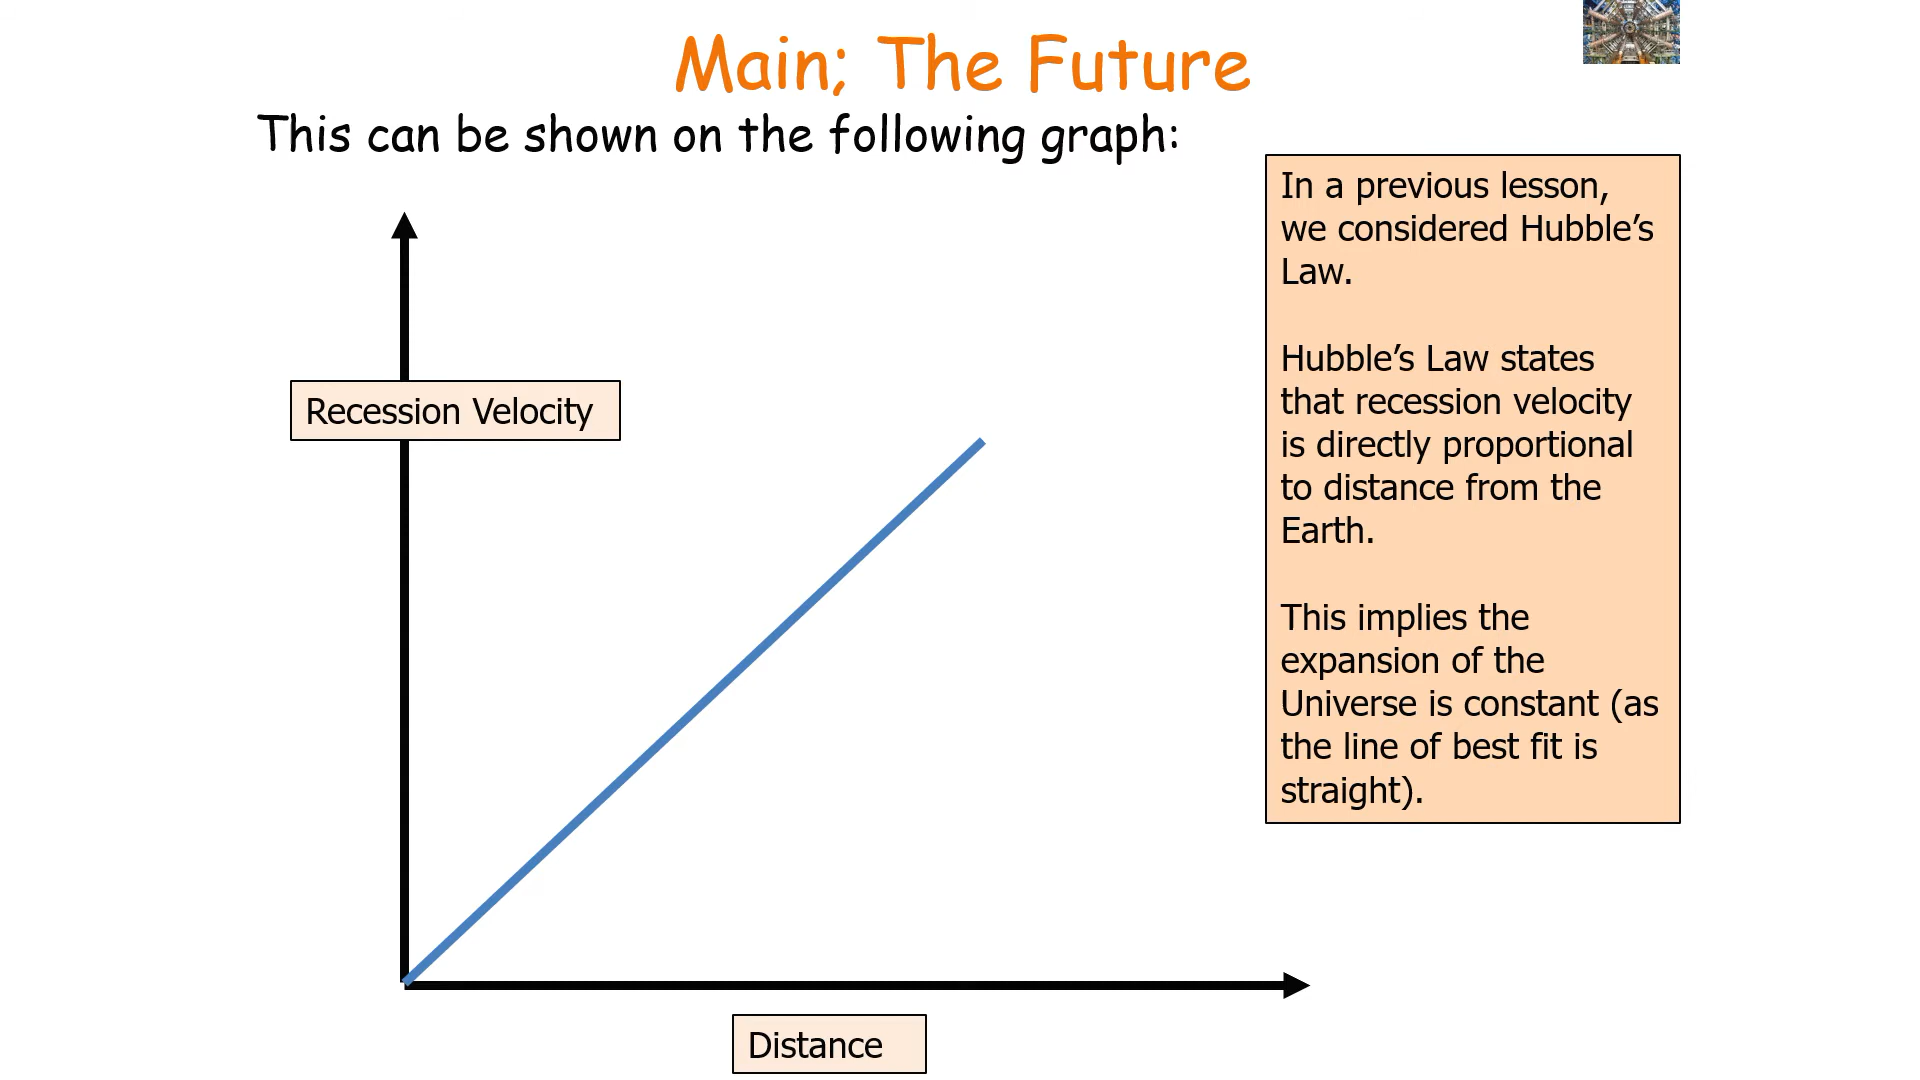 Main; The Future
This can be shown on the following graph:
In a previous lesson,
we considered Hubble’s
Law.
Hubble’s Law states
that recession velocity
is directly proportional
to distance from the
Earth.
This implies the
expansion of the
Universe is constant (as
the line of best fit is
straight).
Recession Velocity
Distance